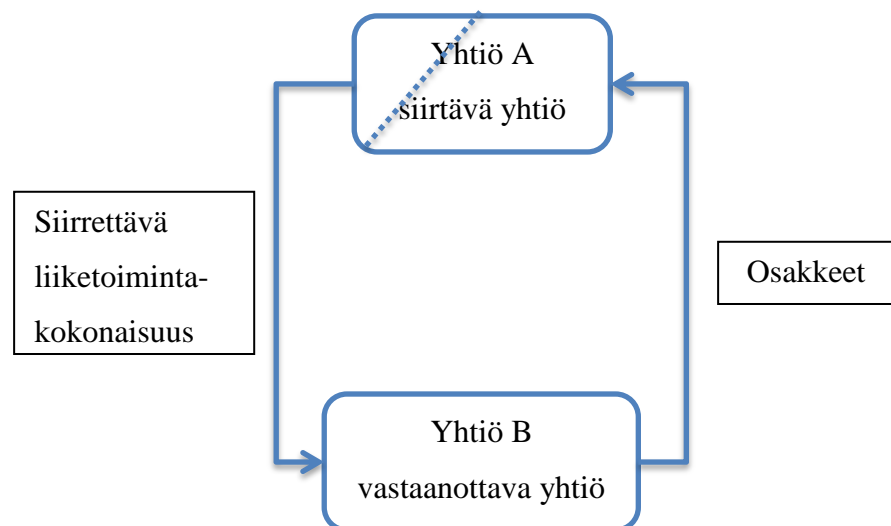 Yhtiö A
siirtävä yhtiö
Siirrettävä
liiketoiminta-
kokonaisuus
Osakkeet
Yhtiö B
vastaanottava yhtiö